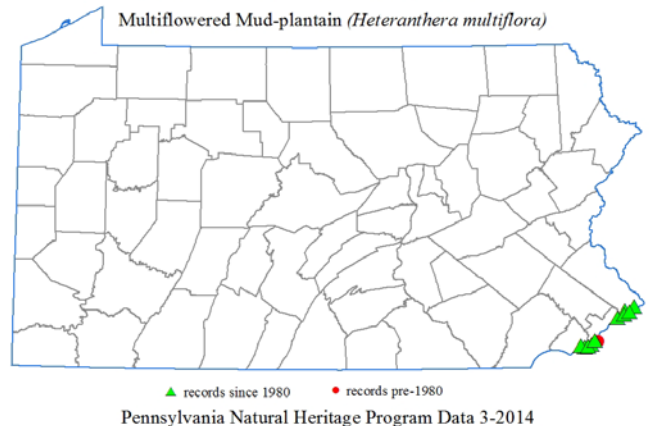 Multiflowered Mud-plantain (Heteranthera multiflora)
records since 1980 records pre-1980
Pennsylvania Natural Heritage Program Data 3-2014